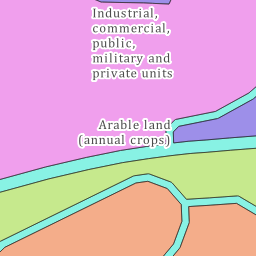 Industrial,
commercial,
public,
military and
private units
Arable land
(annual crops)